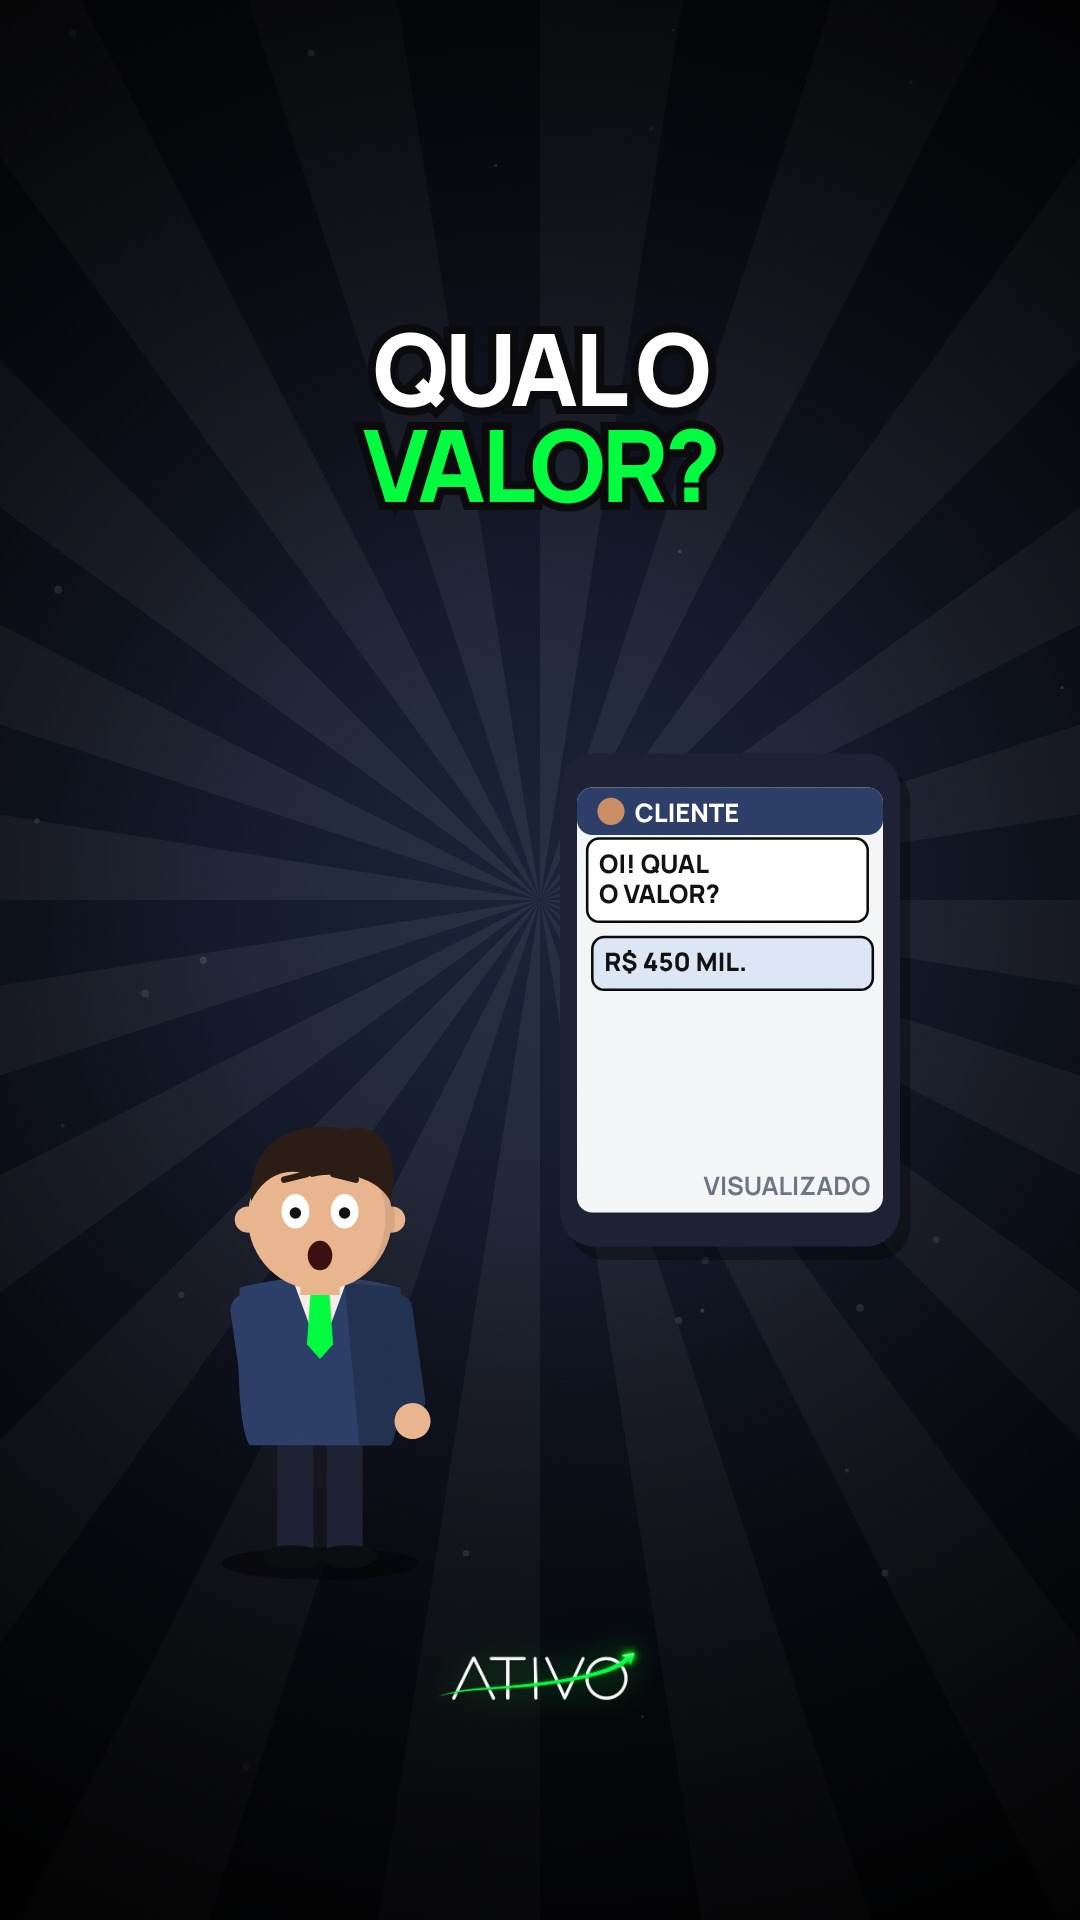 QUAL O
VALOR?
CLIENTE
OI! QUAL
O VALOR?
R$ 450 MIL.
VISUALIZADO
ATIVO